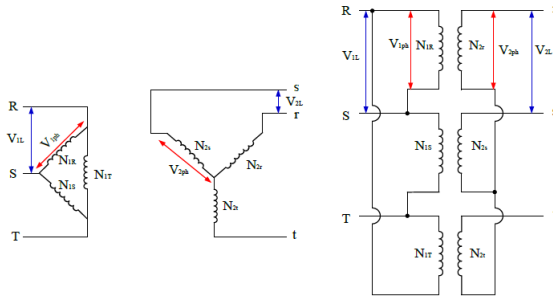 R
V1L
V1ph
N1R
S
N1S
N1T
T
s
V2L
r
N2s
N2r
V2ph
N2t
t
R
V1ph
N1R
N2r
V2ph
V1L
V2L
S
N1S
N2s
T
N1T
N2t